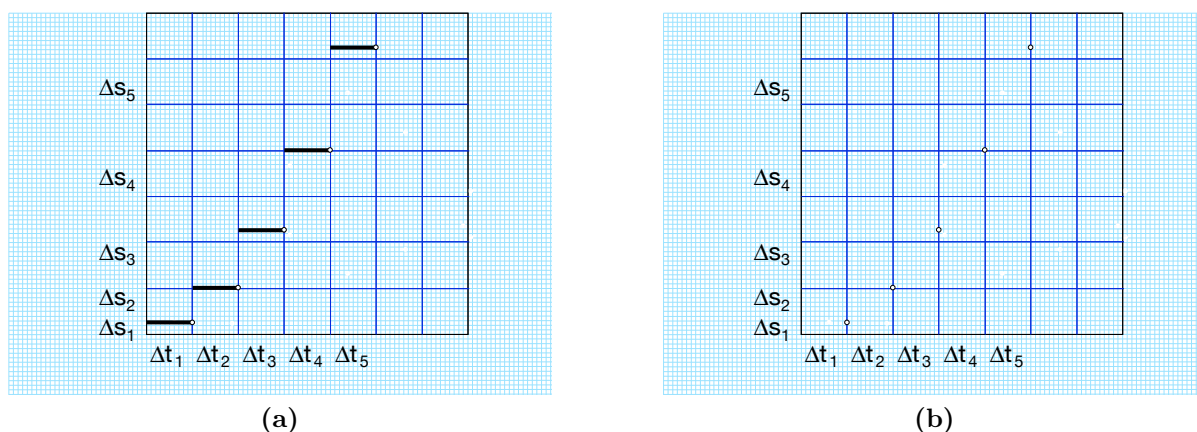 Δs₅ Δs₅
Δs₄ Δs₄
Δs₃ Δs₃
Δs₂ Δs₂
Δs₁ Δs₁
Δt₁ Δt₂ Δt₃ Δt₄ Δt₅ Δt₁ Δt₂ Δt₃ Δt₄ Δt₅
(a) (b)